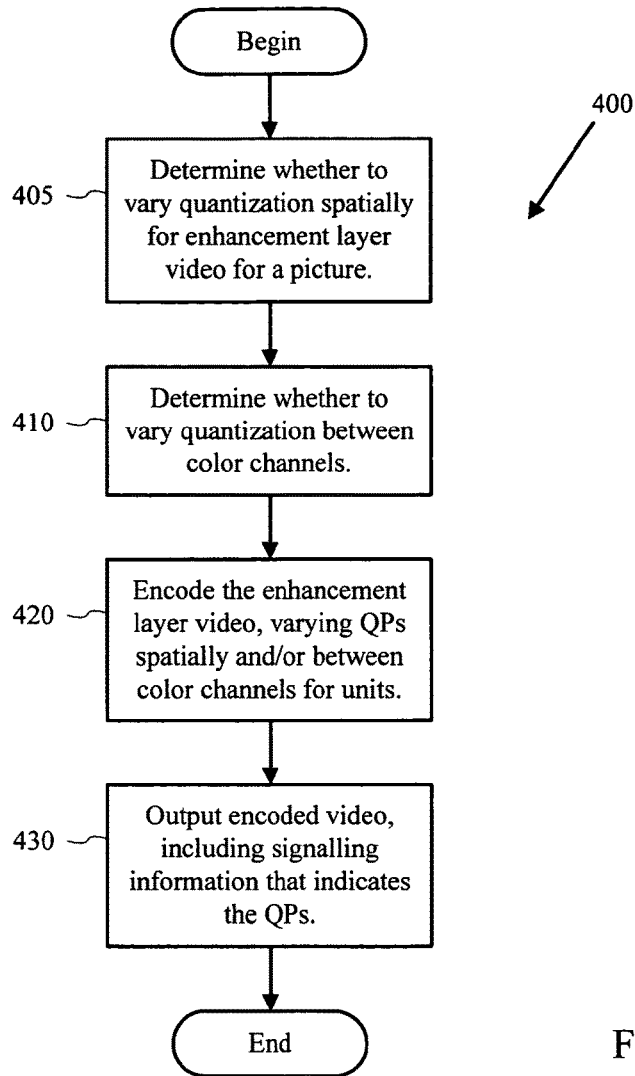 Begin
400
405
Determine whether to
vary quantization spatially
for enhancement layer
video for a picture.
410
Determine whether to
vary quantization between
color channels.
420
Encode the enhancement
layer video, varying QPs
spatially and/or between
color channels for units.
430
Output encoded video,
including signalling
information that indicates
the QPs.
End
F